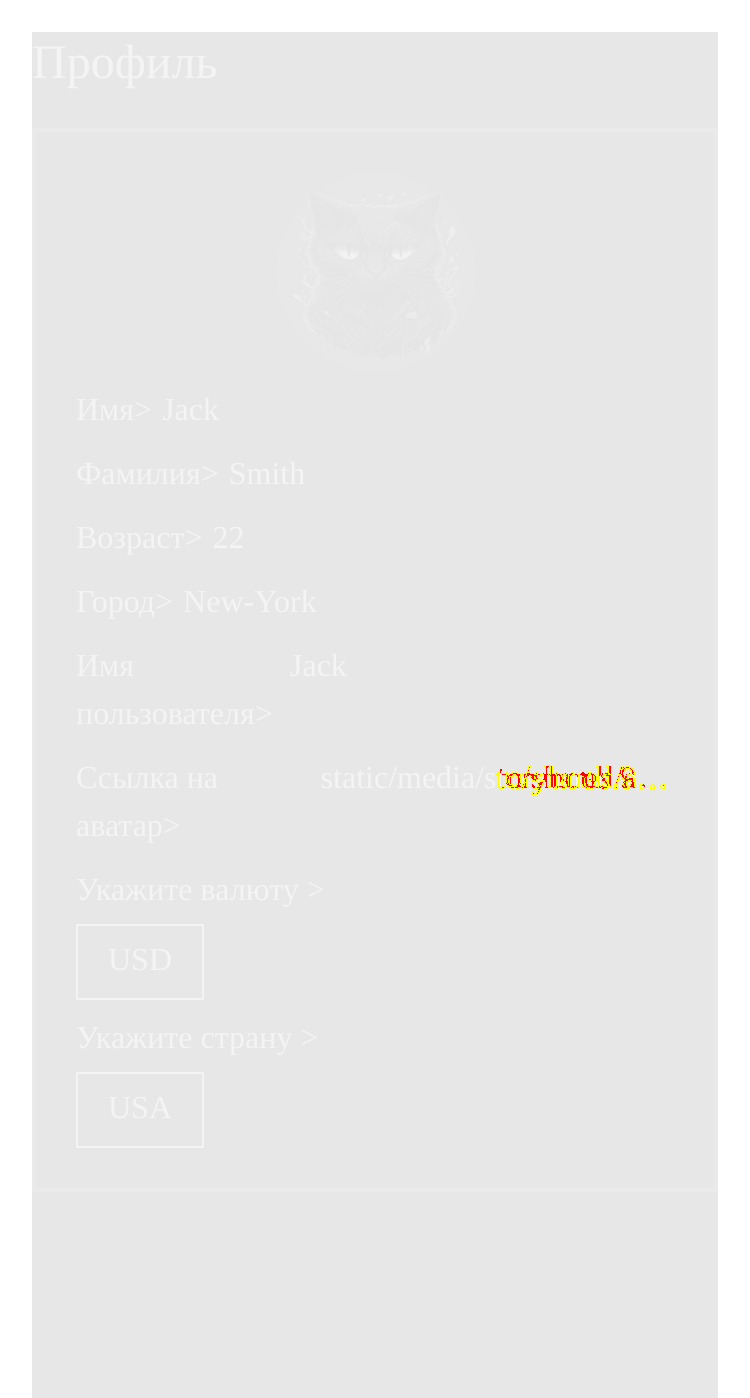 Профиль
Имя> Jack
Фамилия> Smith
Возраст> 22
Город> New-York
Имя Jack
пользователя>
Ссылка на static/media/
аватар>
Укажите валюту >
USD
Укажите страну >
USA